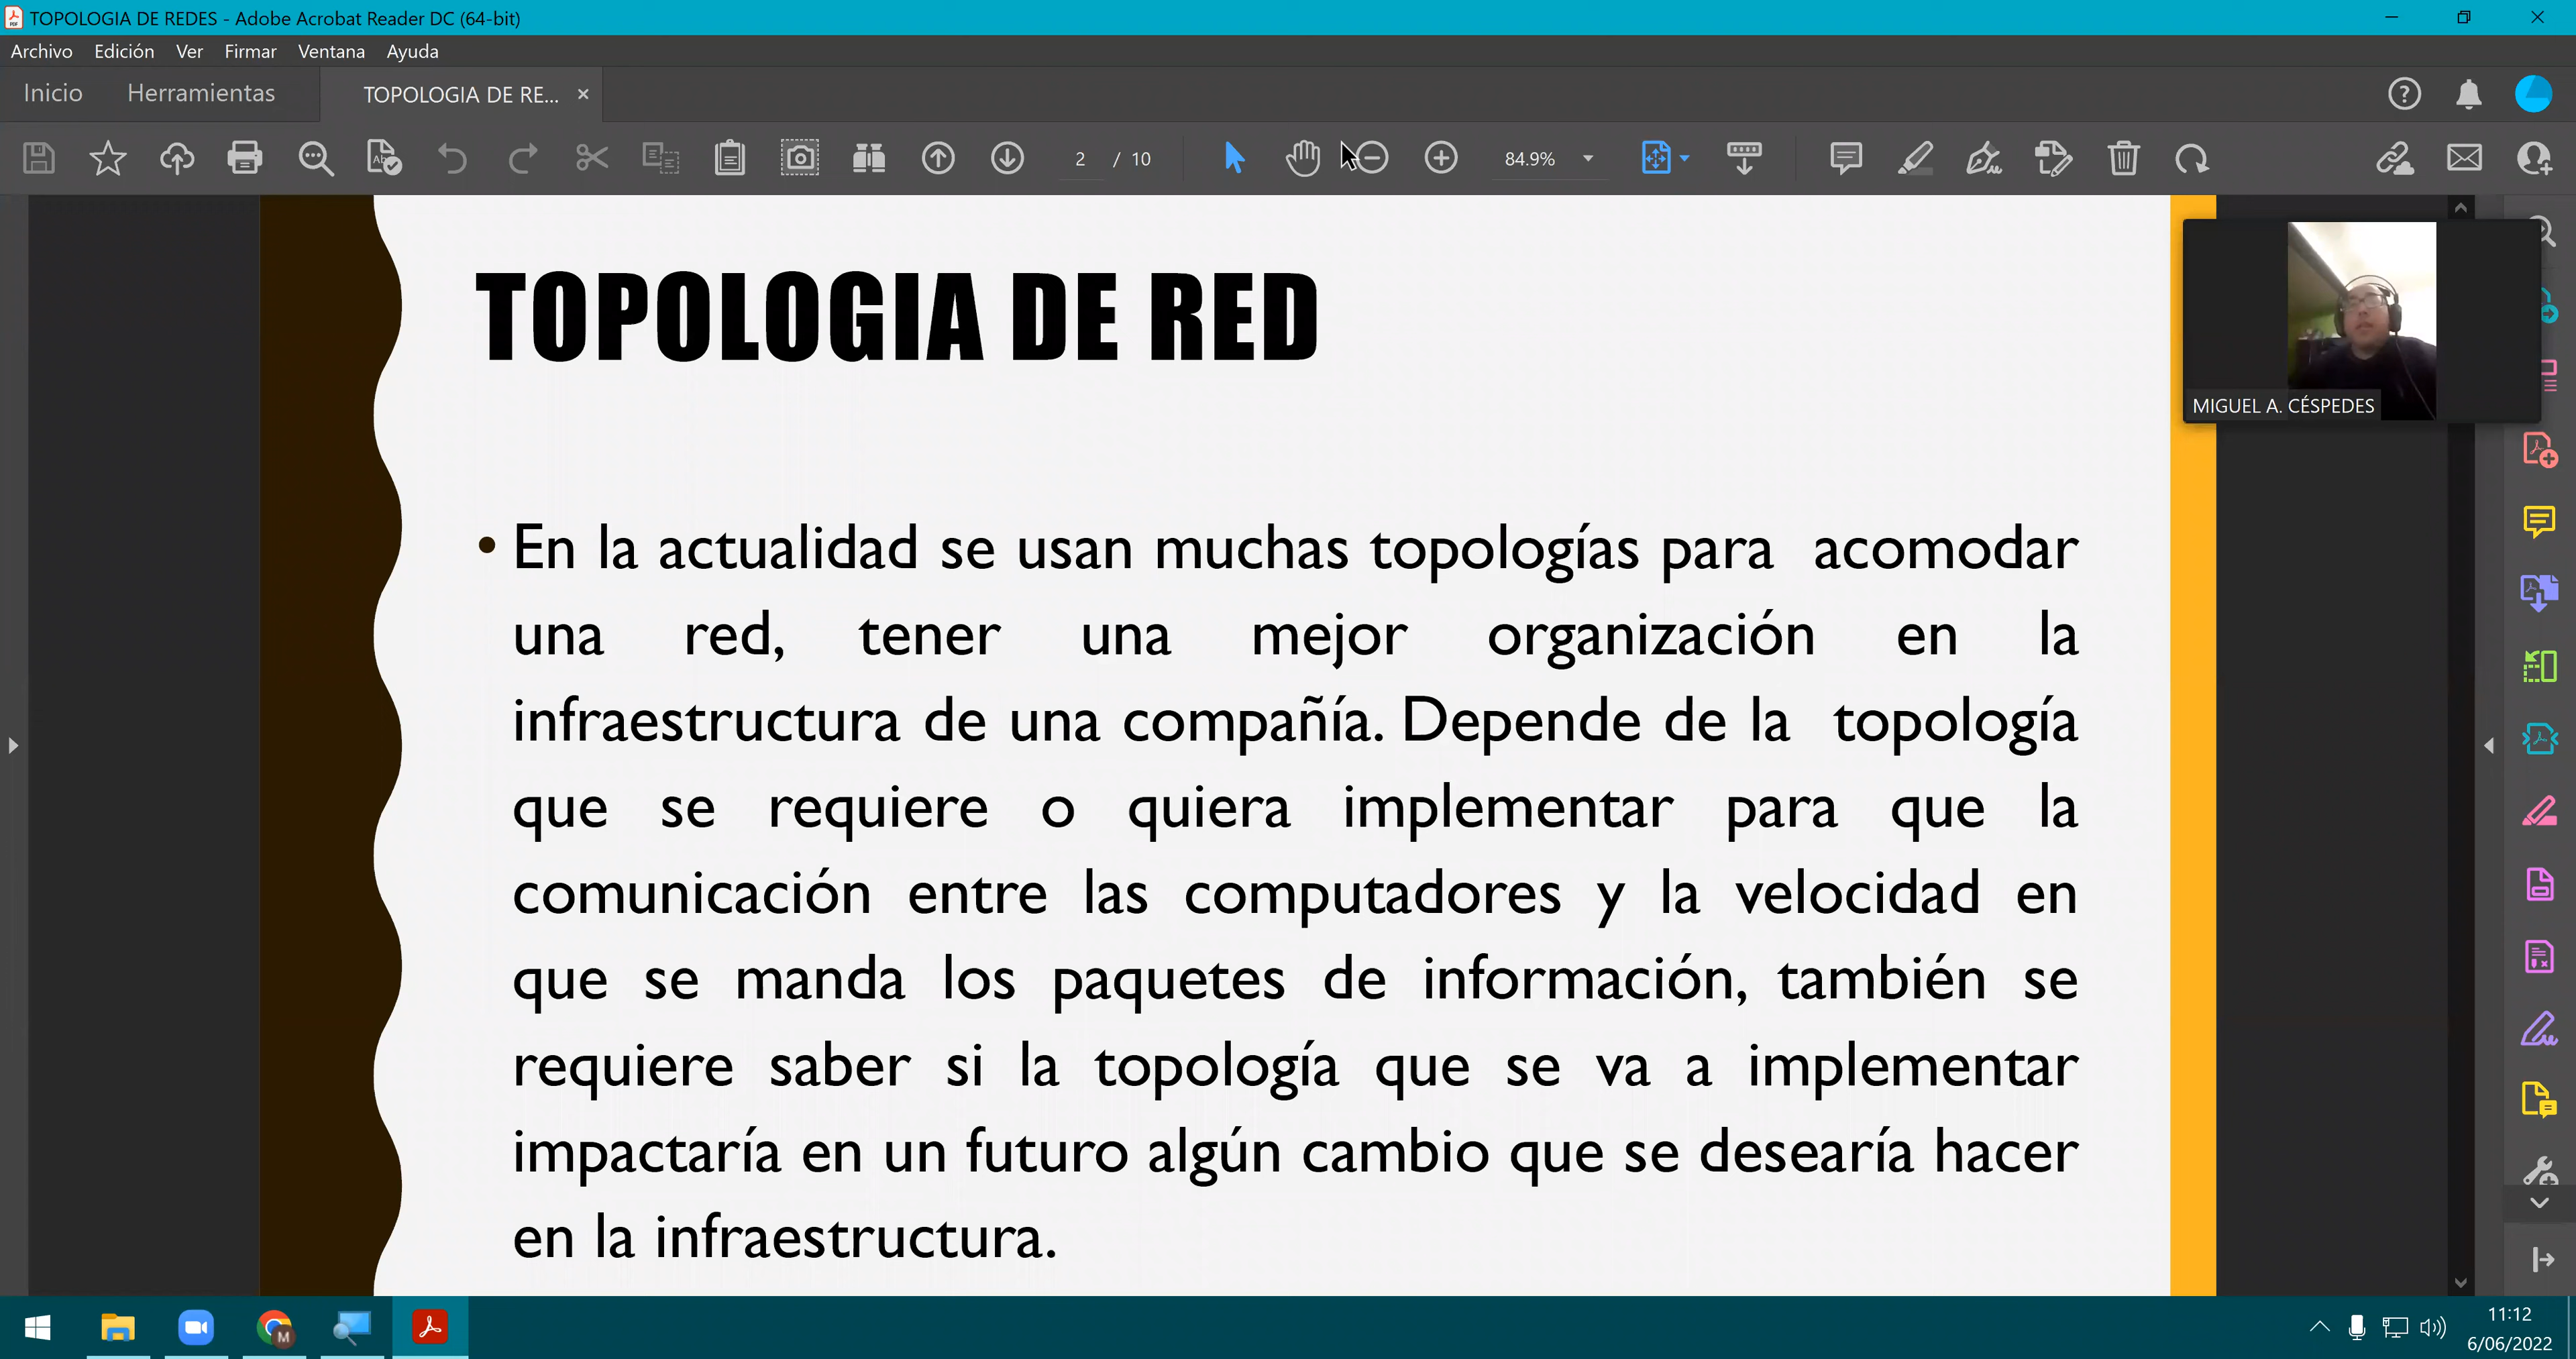 TOPOLOGIA DE REDES - Adobe Acrobat Reader DC (64-bit)
Archivo Edición Ver Firmar Ventana Ayuda
Inicio Herramientas TOPOLOGIA DE RE... ×
2 / 10 84.9%
TOPOLOGIA DE RED
MIGUEL A. CÉSPEDES
• En la actualidad se usan muchas topologías para acomodar
una red, tener una mejor organización en la
infraestructura de una compañía. Depende de la topología
que se requiere o quiera implementar para que la
comunicación entre las computadores y la velocidad en
que se manda los paquetes de información, también se
requiere saber si la topología que se va a implementar
impactaría en un futuro algún cambio que se desearía hacer
en la infraestructura.
M
11:12
6/06/2022